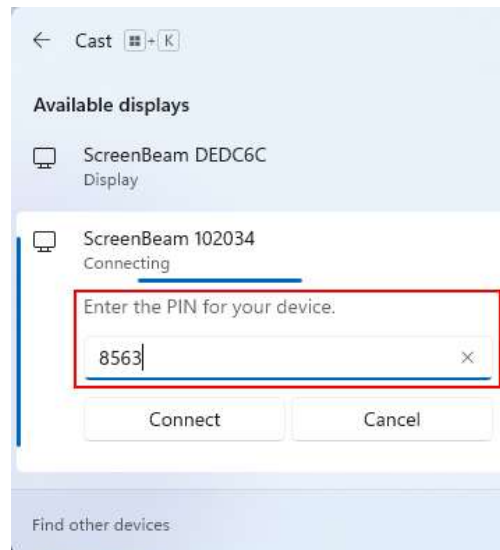 Cast + K
Available displays
ScreenBeam DEDC6C
Display
ScreenBeam 102034
Connecting
Enter the PIN for your device.
8563
Connect Cancel
Find other devices